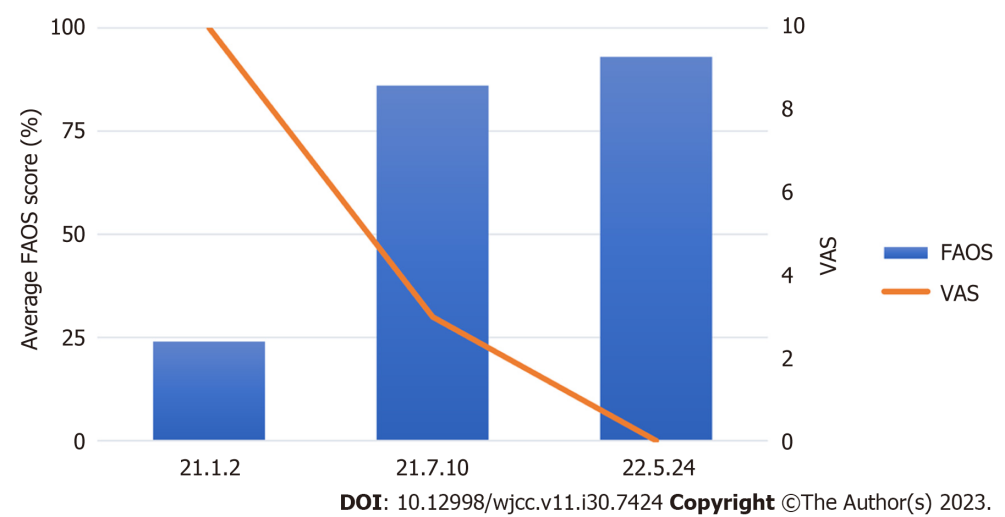 100
75
50
25
0
Average FAOS score (%)
10
8
6
4
2
0
VAS
FAOS
VAS
21.1.2
21.7.10
22.5.24
DOI: 10.12998/wjcc.v11.i30.7424 Copyright ©The Author(s) 2023.